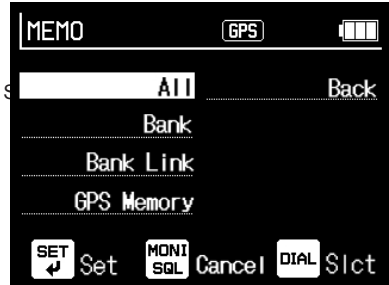 MEMO GPS
All Back
Bank
Bank Link
GPS Memory
SET Set MONI SQL Cancel DIAL Slct